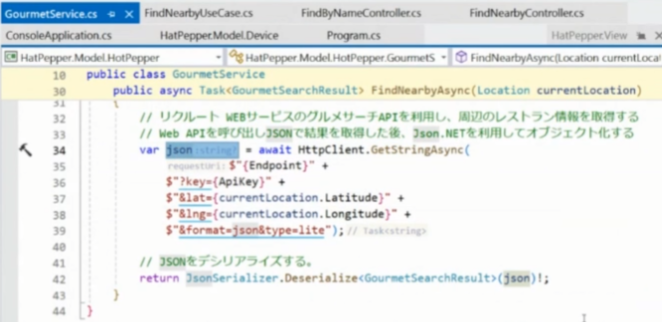 GourmetService.cs FindNearbyUseCase.cs FindByNameController.cs FindNearbyController.cs
ConsoleApplication.cs HatPepper.Model.Device Program.cs HatPepper.View
HatPepper.Model.HotPepper HatPepper.Model.HotPepper.GourmetS FindNearbyAsync(Location currentLocat
10 public class GourmetService
30 public async Task<GourmetSearchResult> FindNearbyAsync(Location currentLocation)
31 {
32 // リクルート WEBサービスのグルメサーチAPIを利用し、周辺のレストラン情報を取得する
33 // Web APIを呼び出しJSONで結果を取得した後、Json.NETを利用してオブジェクト化する
34 var json:string? = await HttpClient.GetStringAsync(
35 requestUri: $"{Endpoint}" +
36 $"?key={ApiKey}" +
37 $"&lat={currentLocation.Latitude}" +
38 $"&lng={currentLocation.Longitude}" +
39 $"&format=json&type=lite"); // Task<string>
40
41 // JSONをデシリアライズする。
42 return JsonSerializer.Deserialize<GourmetSearchResult>(json)!;
43 }
44 }